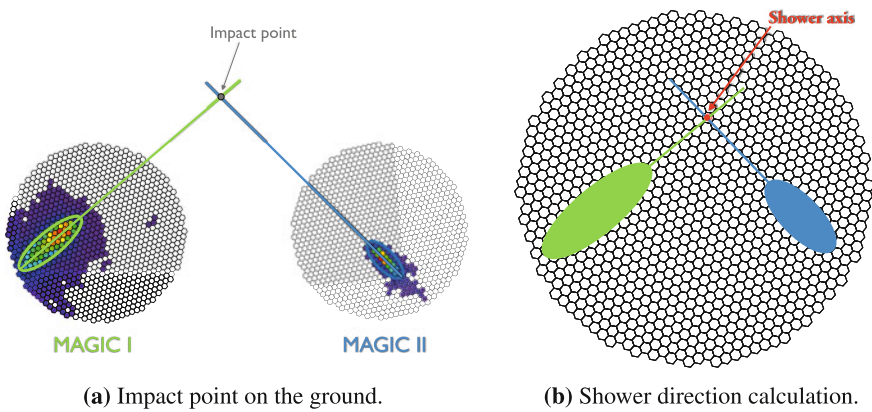 Impact point
Shower axis
MAGIC I
MAGIC II
(a) Impact point on the ground.
(b) Shower direction calculation.